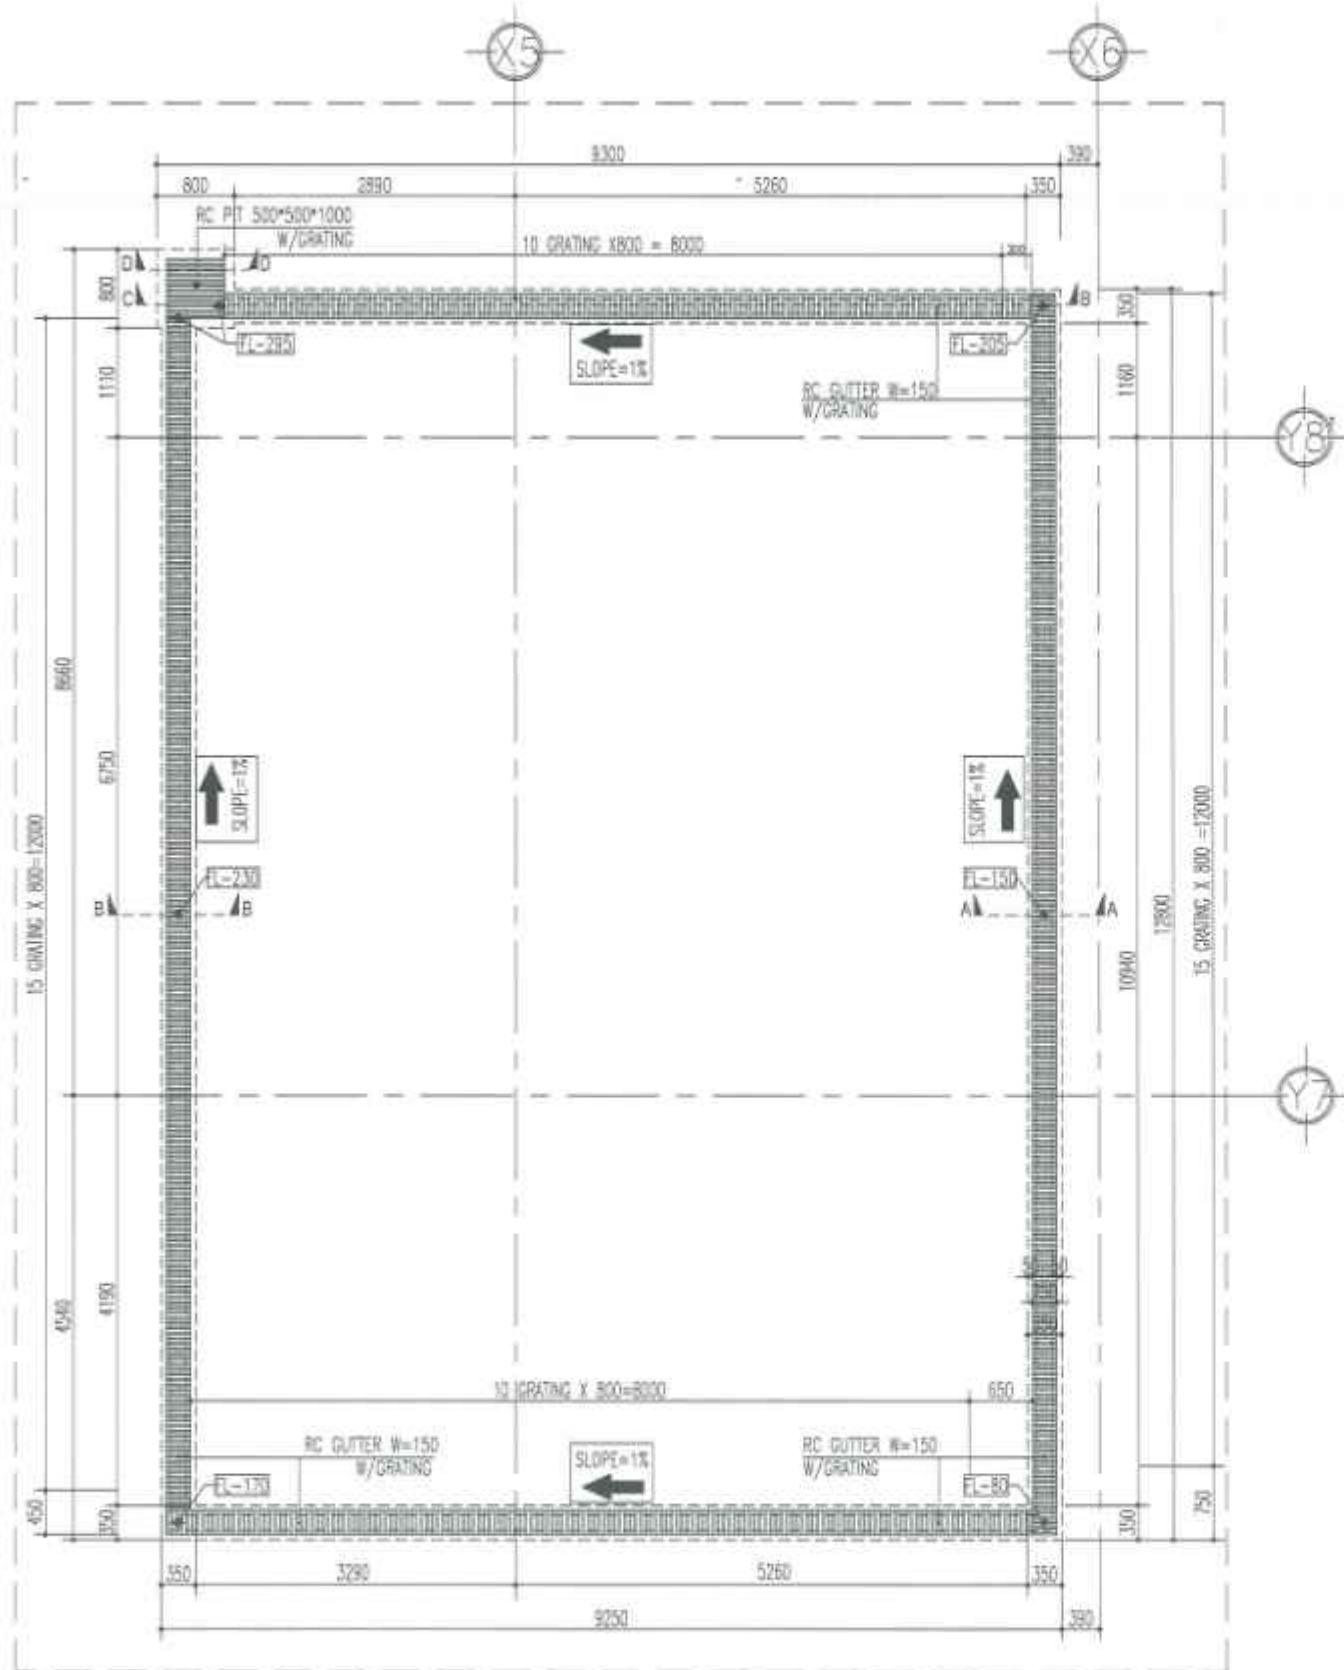 X5
X6
9300
390
800
2890
5260
350
RC PIT 500*500*1000
W/GRATING
10 GRATING X800 = 8000
300
D
D
C
B
800
350
FL-295
FL-205
SLOPE=1%
1110
RC GUTTER W=150
W/GRATING
1160
Y8
8660
6750
SLOPE=1%
SLOPE=1%
15 GRATING X 800=12000
15 GRATING X 800 =12000
FL-230
FL-150
B
B
A
A
12800
10940
Y7
4540
4190
10 GRATING X 800=8000
650
RC GUTTER W=150
W/GRATING
SLOPE=1%
RC GUTTER W=150
W/GRATING
FL-170
FL-80
450
350
350
750
350
3290
5260
350
9250
390